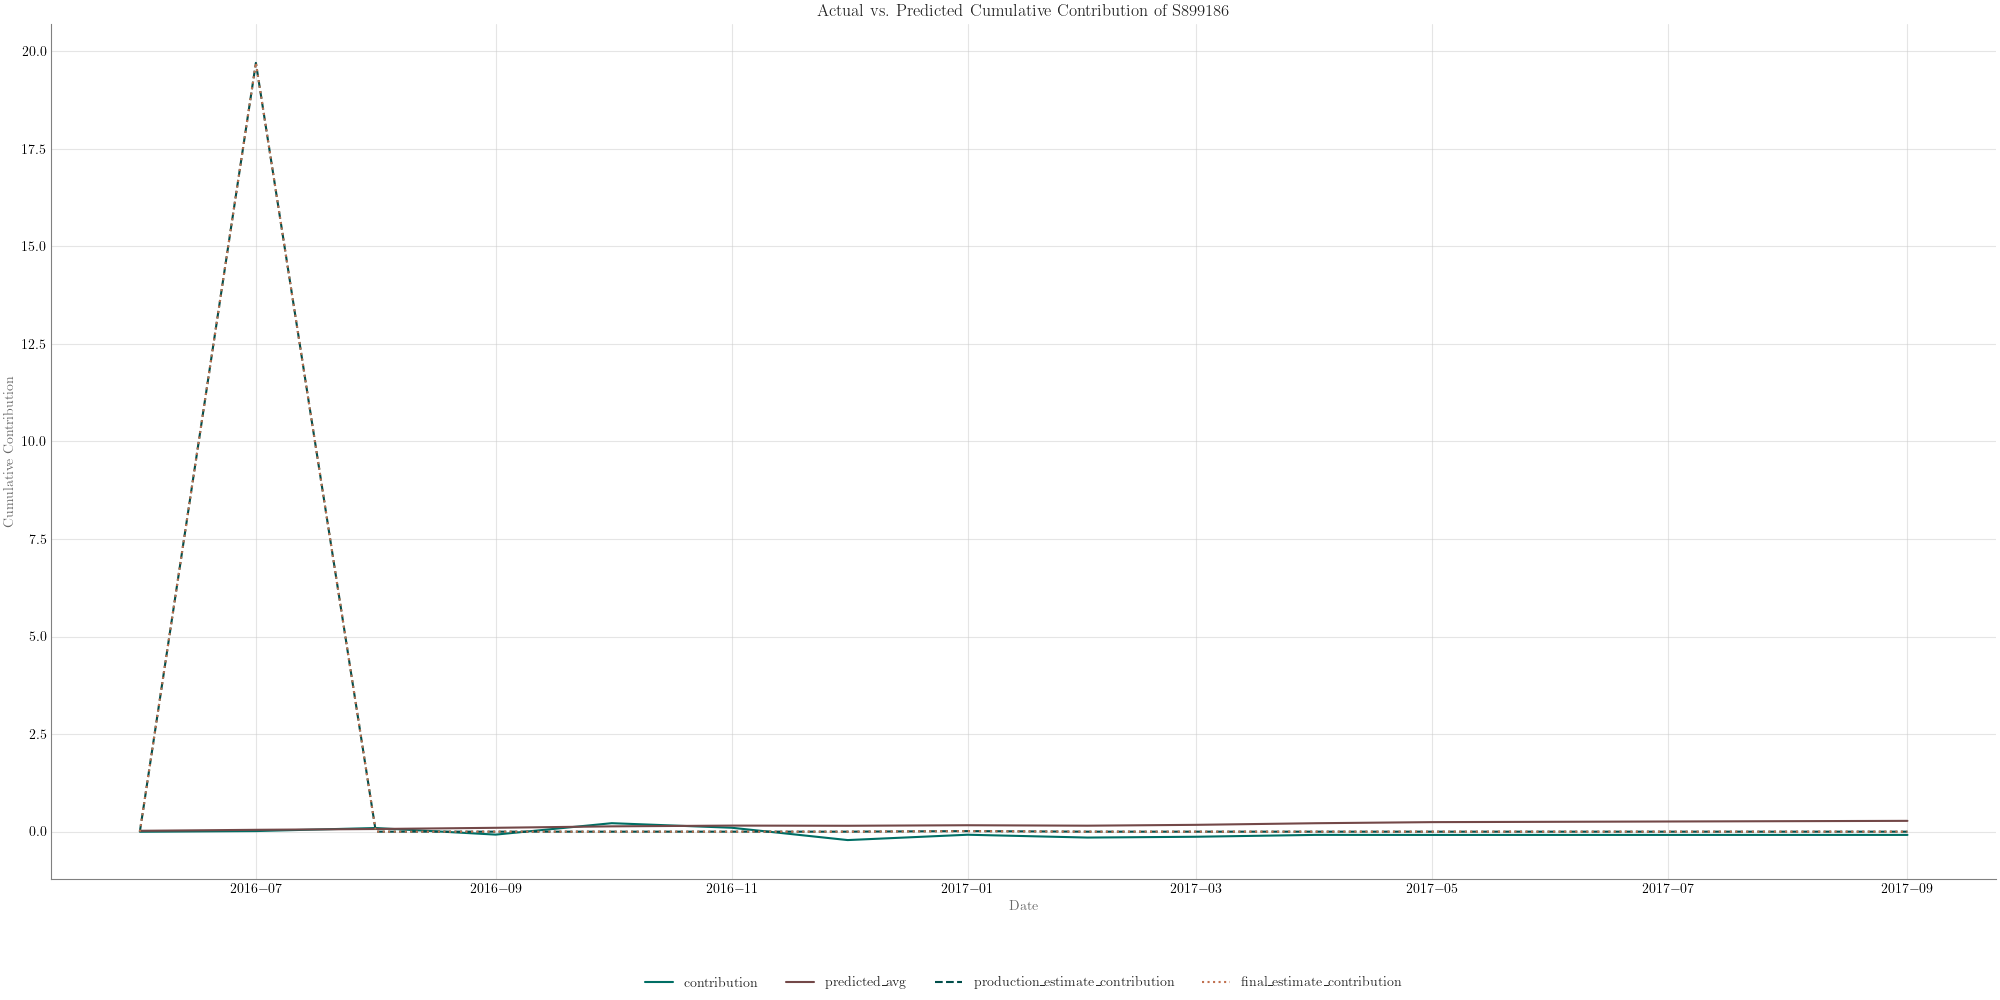 Actual vs. Predicted Cumulative Contribution of S899186
Cumulative Contribution
20.0
17.5
15.0
12.5
10.0
7.5
5.0
2.5
0.0
2016−07
2016−09
2016−11
2017−01
2017−03
2017−05
2017−07
2017−09
Date
contribution
predicted_avg
production_estimate_contribution
final_estimate_contribution